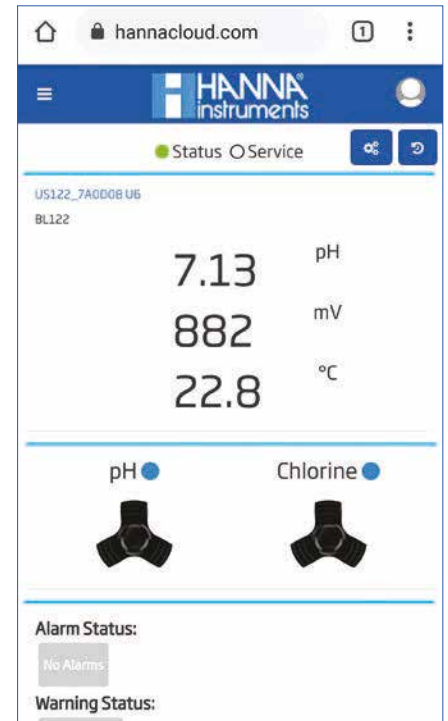 hannacloud.com 1
HANNA
instruments
Status Service
US122_7A0D08 U6
BL122
7.13 pH
882 mV
22.8 °C
pH Chlorine
Alarm Status:
No Alarms
Warning Status: